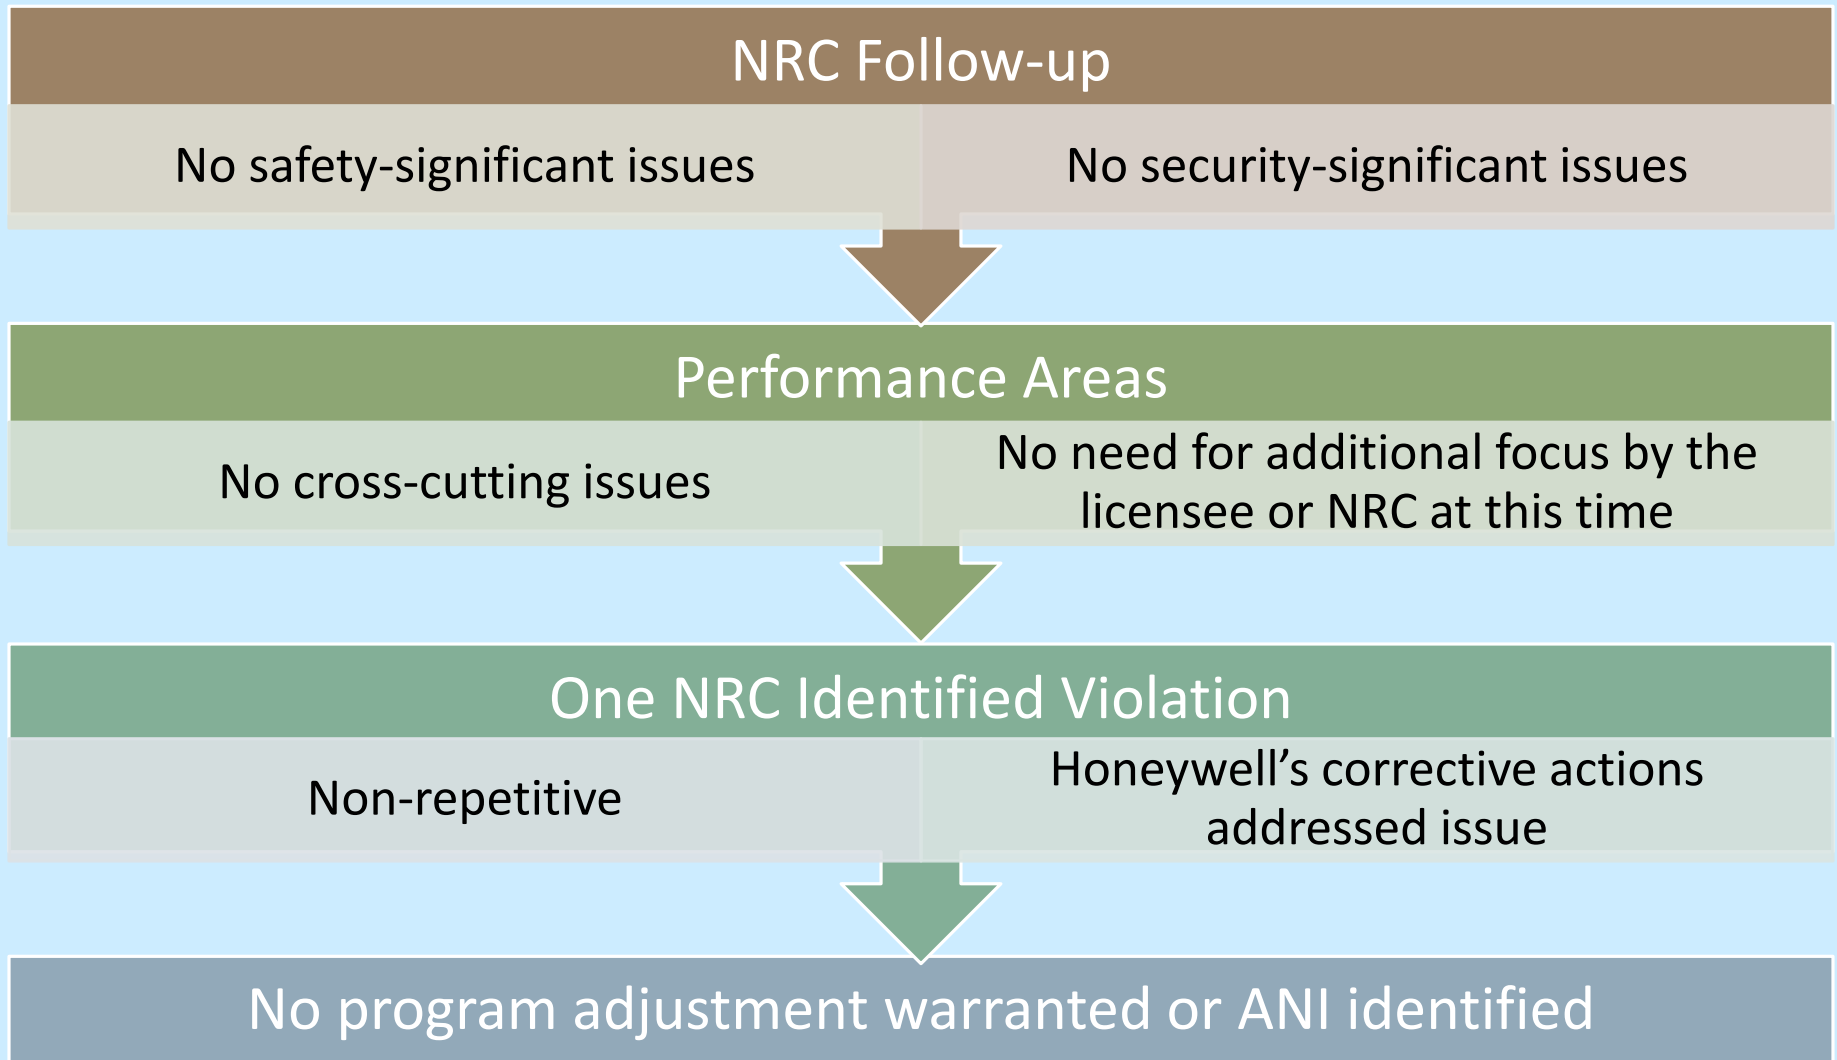 NRC Follow-up
No safety-significant issues
No security-significant issues
Performance Areas
No cross-cutting issues
No need for additional focus by the
licensee or NRC at this time
One NRC Identified Violation
Non-repetitive
Honeywell’s corrective actions
addressed issue
No program adjustment warranted or ANI identified